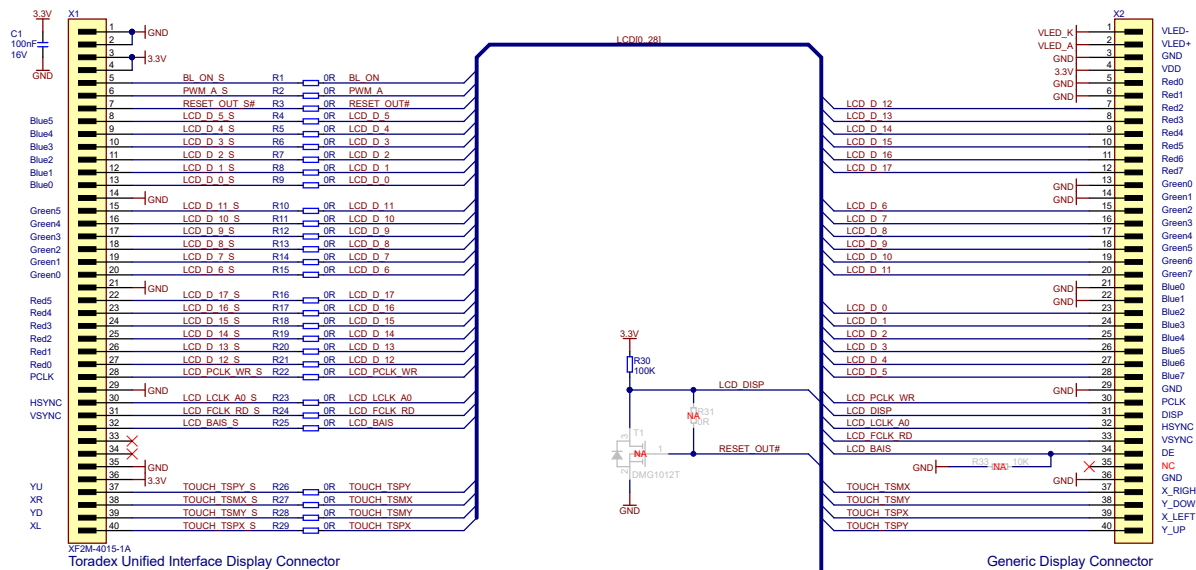 3.3V X1 LCD[0..28] X2
C1 100nF 16V GND
1 GND
2
3 3.3V
4
5 BL_ON_S R1 0R BL_ON
6 PWM_A_S R2 0R PWM_A
7 RESET_OUT_S# R3 0R RESET_OUT#
Blue5 8 LCD_D_5_S R4 0R LCD_D_5
Blue4 9 LCD_D_4_S R5 0R LCD_D_4
Blue3 10 LCD_D_3_S R6 0R LCD_D_3
Blue2 11 LCD_D_2_S R7 0R LCD_D_2
Blue1 12 LCD_D_1_S R8 0R LCD_D_1
Blue0 13 LCD_D_0_S R9 0R LCD_D_0
14 GND
Green5 15 LCD_D_11_S R10 0R LCD_D_11
Green4 16 LCD_D_10_S R11 0R LCD_D_10
Green3 17 LCD_D_9_S R12 0R LCD_D_9
Green2 18 LCD_D_8_S R13 0R LCD_D_8
Green1 19 LCD_D_7_S R14 0R LCD_D_7
Green0 20 LCD_D_6_S R15 0R LCD_D_6
21 GND
Red5 22 LCD_D_17_S R16 0R LCD_D_17
Red4 23 LCD_D_16_S R17 0R LCD_D_16
Red3 24 LCD_D_15_S R18 0R LCD_D_15
Red2 25 LCD_D_14_S R19 0R LCD_D_14
Red1 26 LCD_D_13_S R20 0R LCD_D_13
Red0 27 LCD_D_12_S R21 0R LCD_D_12
PCLK 28 LCD_PCLK_WR_S R22 0R LCD_PCLK_WR
29 GND
HSYNC 30 LCD_LCLK_A0_S R23 0R LCD_LCLK_A0
VSYNC 31 LCD_FCLK_RD_S R24 0R LCD_FCLK_RD
32 LCD_BAIS_S R25 0R LCD_BAIS
33
34
35 GND
36 3.3V
YU 37 TOUCH_TSPY_S R26 0R TOUCH_TSPY
XR 38 TOUCH_TSMX_S R27 0R TOUCH_TSMX
YD 39 TOUCH_TSMY_S R28 0R TOUCH_TSMY
XL 40 TOUCH_TSPX_S R29 0R TOUCH_TSPX
XF2M-4015-1A
Toradex Unified Interface Display Connector
3.3V
R30
100K
LCD_DISP
R31
NA
0R
T1
3
NA 1 RESET_OUT#
2
DMG1012T
GND
VLED_K 1 VLED-
VLED_A 2 VLED+
GND 3 GND
3.3V 4 VDD
GND 5 Red0
GND 6 Red1
LCD_D_12 7 Red2
LCD_D_13 8 Red3
LCD_D_14 9 Red4
LCD_D_15 10 Red5
LCD_D_16 11 Red6
LCD_D_17 12 Red7
GND 13 Green0
GND 14 Green1
LCD_D_6 15 Green2
LCD_D_7 16 Green3
LCD_D_8 17 Green4
LCD_D_9 18 Green5
LCD_D_10 19 Green6
LCD_D_11 20 Green7
GND 21 Blue0
GND 22 Blue1
LCD_D_0 23 Blue2
LCD_D_1 24 Blue3
LCD_D_2 25 Blue4
LCD_D_3 26 Blue5
LCD_D_4 27 Blue6
LCD_D_5 28 Blue7
GND 29 GND
LCD_PCLK_WR 30 PCLK
LCD_DISP 31 DISP
LCD_LCLK_A0 32 HSYNC
LCD_FCLK_RD 33 VSYNC
LCD_BAIS 34 DE
GND R33 NA 10K 35 NC
GND 36 GND
TOUCH_TSMX 37 X_RIGH
TOUCH_TSMY 38 Y_DOW
TOUCH_TSPX 39 X_LEFT
TOUCH_TSPY 40 Y_UP
Generic Display Connector